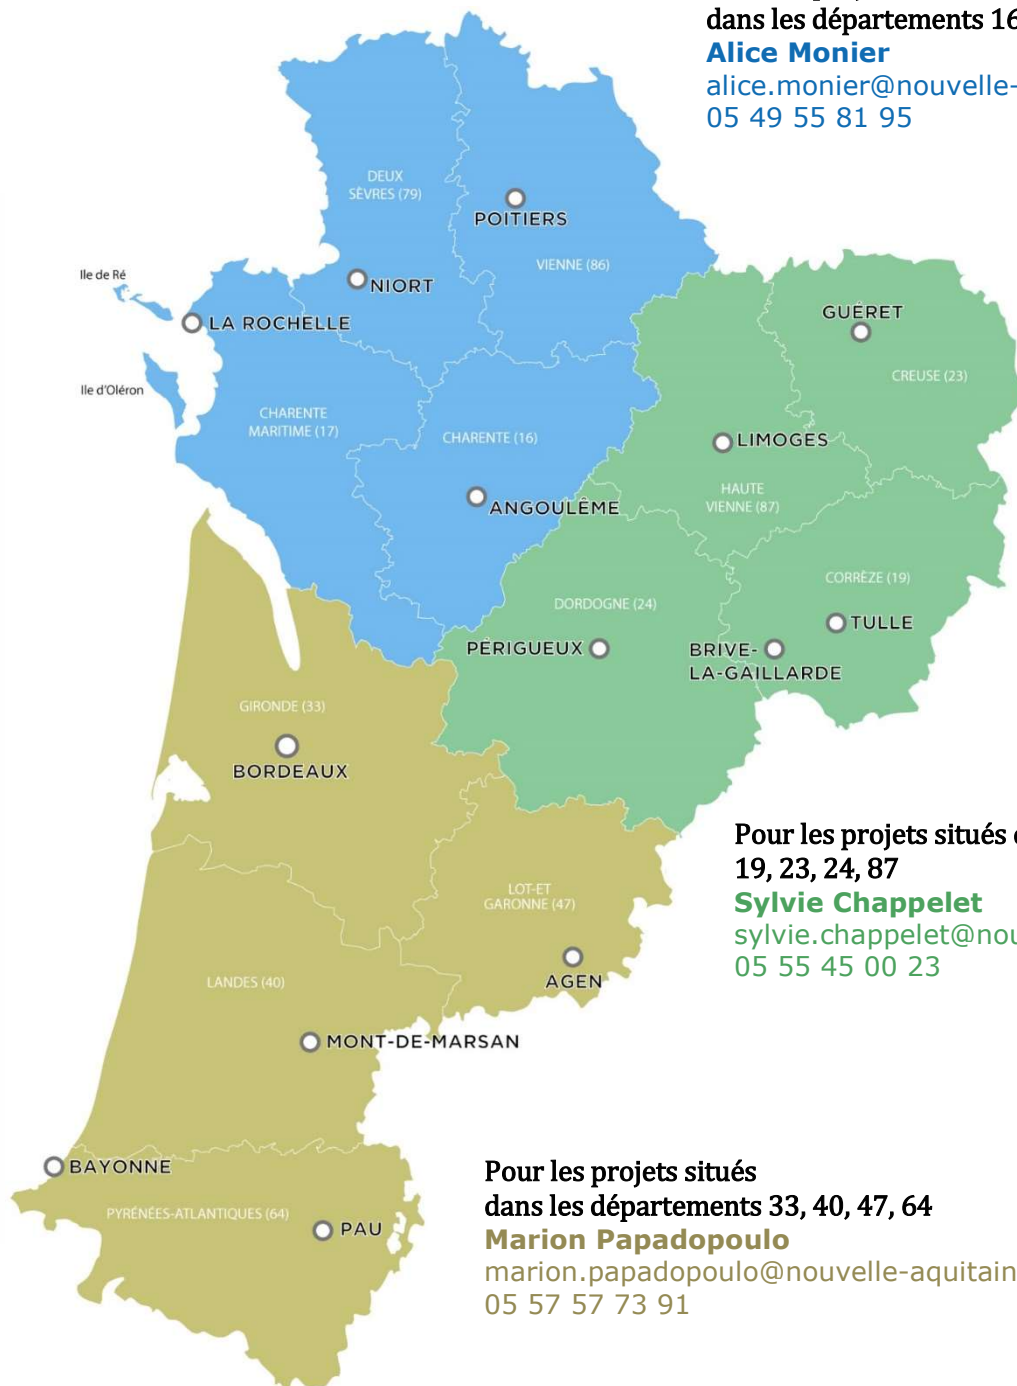 dans les départements 16
Alice Monier
alice.monier@nouvelle-
05 49 55 81 95
DEUX
SÈVRES (79)
POITIERS
VIENNE (86)
Ile de Ré
NIORT
LA ROCHELLE
GUÉRET
Ile d'Oléron
CREUSE (23)
CHARENTE
MARITIME (17)
CHARENTE (16)
LIMOGES
HAUTE
VIENNE (87)
ANGOULÊME
CORRÈZE (19)
DORDOGNE (24)
TULLE
PÉRIGUEUX
BRIVE-
LA-GAILLARDE
GIRONDE (33)
BORDEAUX
Pour les projets situés
19, 23, 24, 87
Sylvie Chappelet
sylvie.chappelet@nou
05 55 45 00 23
LOT-ET
GARONNE (47)
AGEN
LANDES (40)
MONT-DE-MARSAN
BAYONNE
PYRÉNÉES-ATLANTIQUES (64)
PAU
Pour les projets situés
dans les départements 33, 40, 47, 64
Marion Papadopoulo
marion.papadopoulo@nouvelle-aquitain
05 57 57 73 91